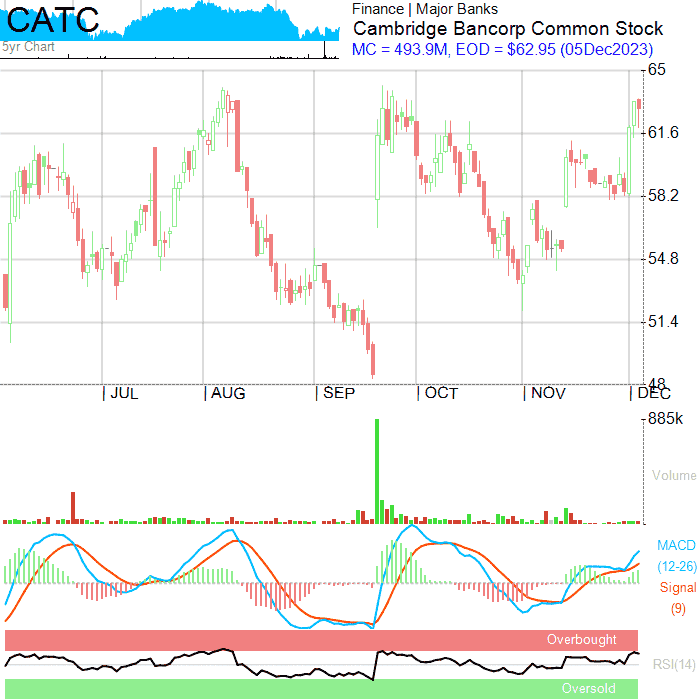 CATC
5yr Chart
Finance | Major Banks
Cambridge Bancorp Common Stock
MC = 493.9M, EOD = $62.95 (05Dec2023)
65
61.6
58.2
54.8
51.4
48
| JUL | AUG | SEP | OCT | NOV | DEC
885k
Volume
MACD
(12-26)
Signal
(9)
Overbought
RSI(14)
Oversold